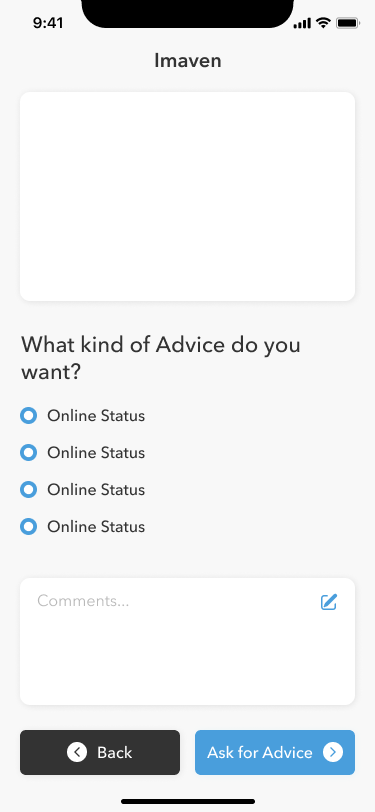 9:41
Imaven
What kind of Advice do you
want?
Online Status
Online Status
Online Status
Online Status
Comments...
Back
Ask for Advice